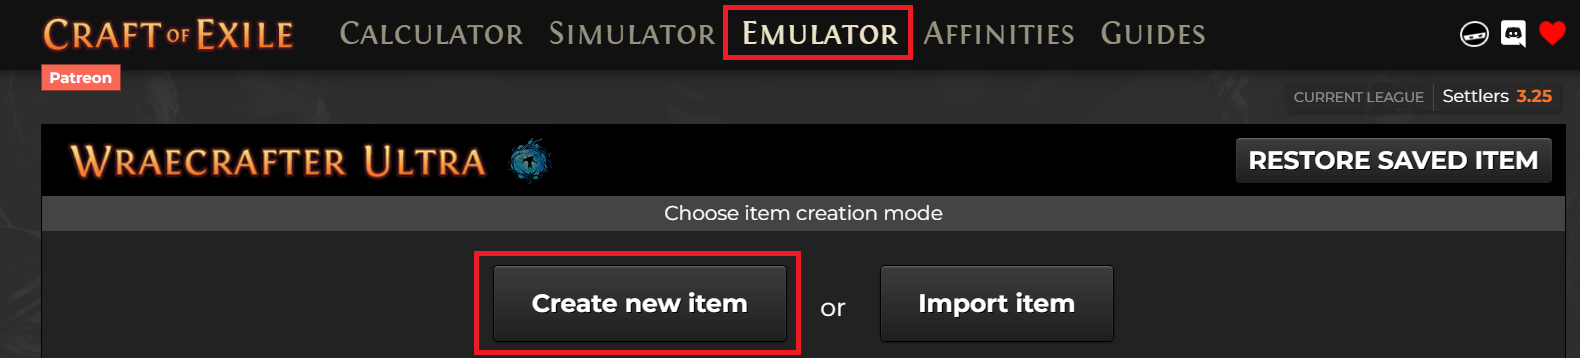 CRAFT OF EXILE CALCULATOR SIMULATOR EMULATOR AFFINITIES GUIDES
Patreon
CURRENT LEAGUE Settlers 3.25
WRAECRAFTER ULTRA RESTORE SAVED ITEM
Choose item creation mode
Create new item or Import item